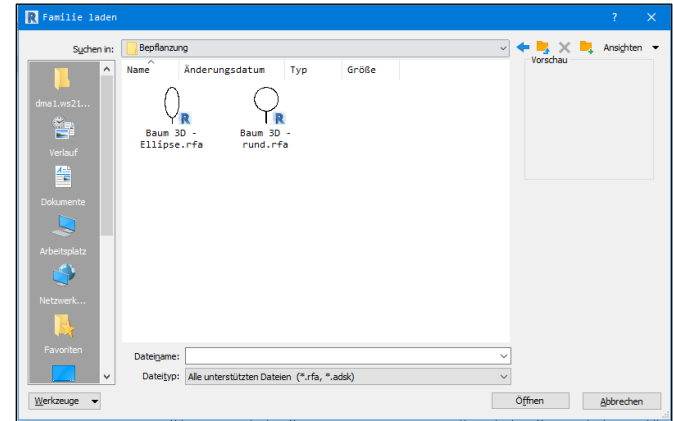 R Familie laden ?
Suchen in: Bepflanzung Ansichten
Name Änderungsdatum Typ Größe Vorschau
dma1.ws21...
Verlauf
Dokumente
Arbeitsplatz
Netzwerk...
Favoriten
R R
Baum 3D - Baum 3D -
Ellipse.rfa rund.rfa
Dateiname:
Dateityp: Alle unterstützten Dateien (*.rfa, *.adsk)
Werkzeuge Öffnen Abbrechen